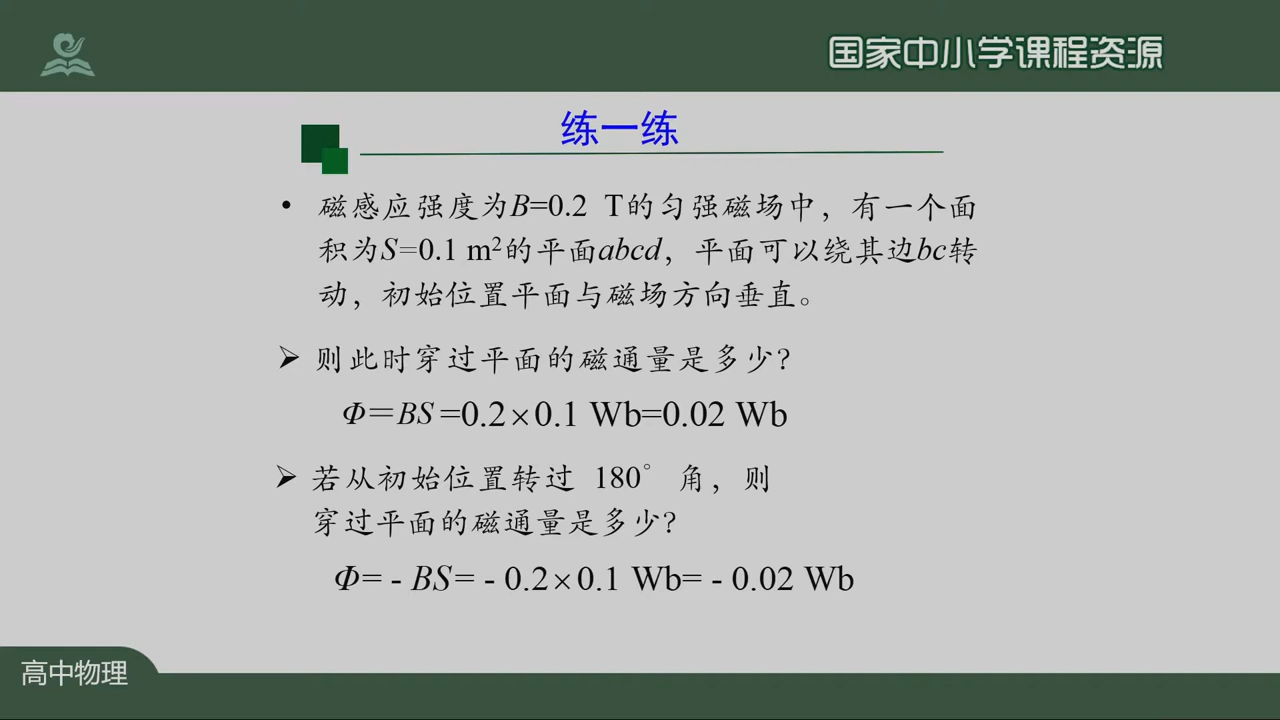 国家中小学课程资源
练一练
• 磁感应强度为B=0.2 T的匀强磁场中，有一个面
积为S=0.1 m²的平面abcd，平面可以绕其边bc转
动，初始位置平面与磁场方向垂直。
➢ 则此时穿过平面的磁通量是多少？
Φ＝BS =0.2×0.1 Wb=0.02 Wb
➢ 若从初始位置转过 180° 角，则
穿过平面的磁通量是多少？
Φ= - BS= - 0.2×0.1 Wb= - 0.02 Wb
高中物理